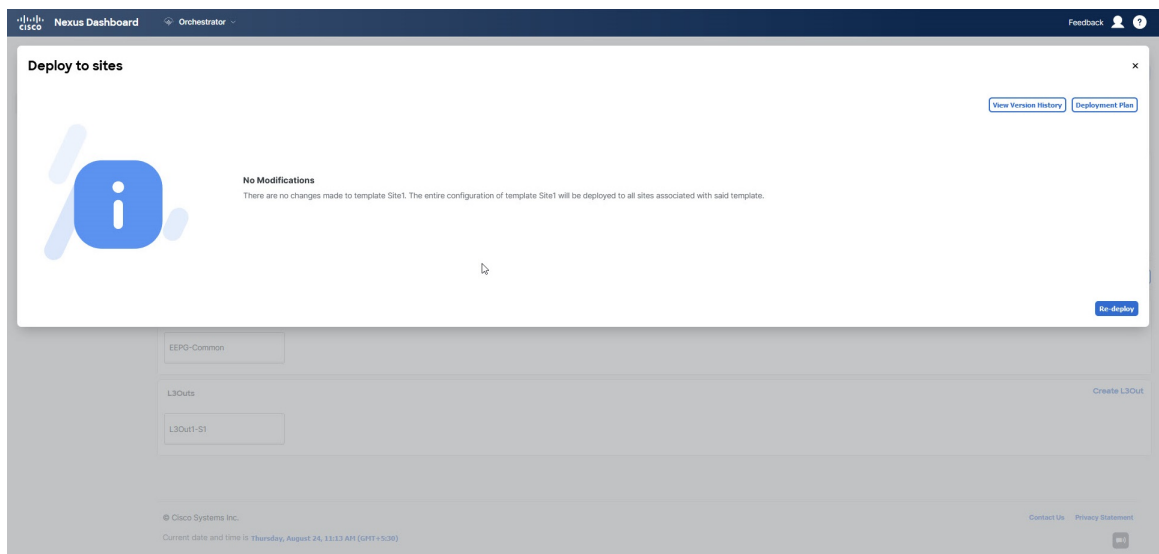 CISCO Nexus Dashboard Orchestrator Feedback ?
Deploy to sites
View Version History Deployment Plan
No Modifications
There are no changes made to template Site1. The entire configuration of template Site1 will be deployed to all sites associated with said template.
Re-deploy
EEPG-Common
L3Outs Create L3Out
L3Out1-S1
© Cisco Systems Inc. Contact Us Privacy Statement
Current date and time is Thursday, August 24, 11:13 AM (GMT+5:30)